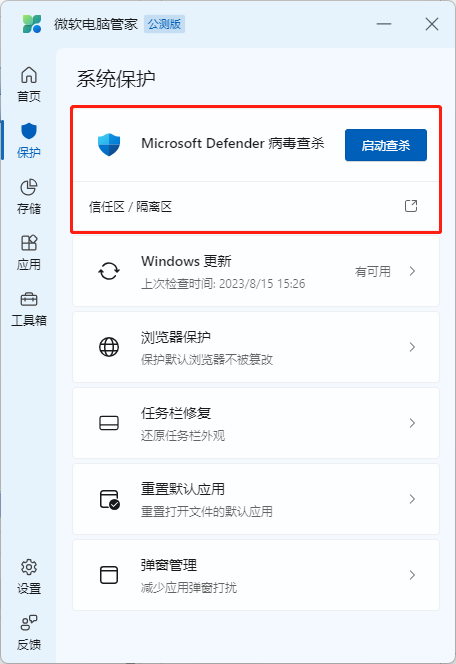 微软电脑管家 公测版
系统保护
首页
保护
存储
应用
工具箱
设置
反馈
Microsoft Defender 病毒查杀
启动查杀
信任区 / 隔离区
Windows 更新
上次检查时间: 2023/8/15 15:26
有可用
浏览器保护
保护默认浏览器不被篡改
任务栏修复
还原任务栏外观
重置默认应用
重置打开文件的默认应用
弹窗管理
减少应用弹窗打扰